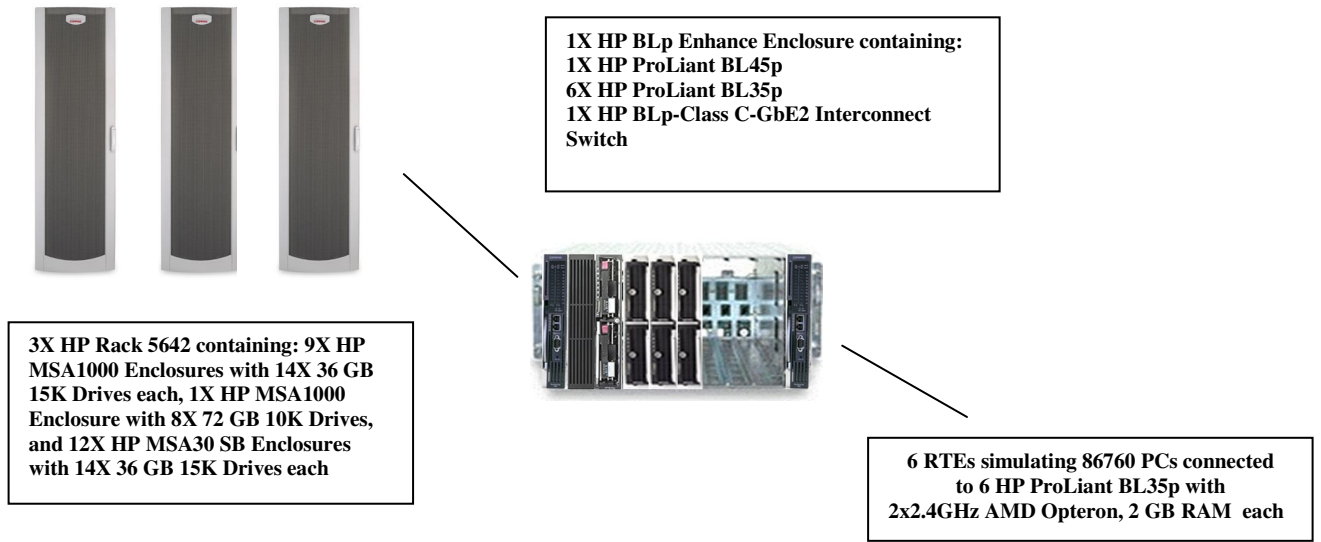 1X HP BLp Enhance Enclosure containing:
1X HP ProLiant BL45p
6X HP ProLiant BL35p
1X HP BLp-Class C-GbE2 Interconnect
Switch
3X HP Rack 5642 containing: 9X HP
MSA1000 Enclosures with 14X 36 GB
15K Drives each, 1X HP MSA1000
Enclosure with 8X 72 GB 10K Drives,
and 12X HP MSA30 SB Enclosures
with 14X 36 GB 15K Drives each
6 RTEs simulating 86760 PCs connected
to 6 HP ProLiant BL35p with
2x2.4GHz AMD Opteron, 2 GB RAM each